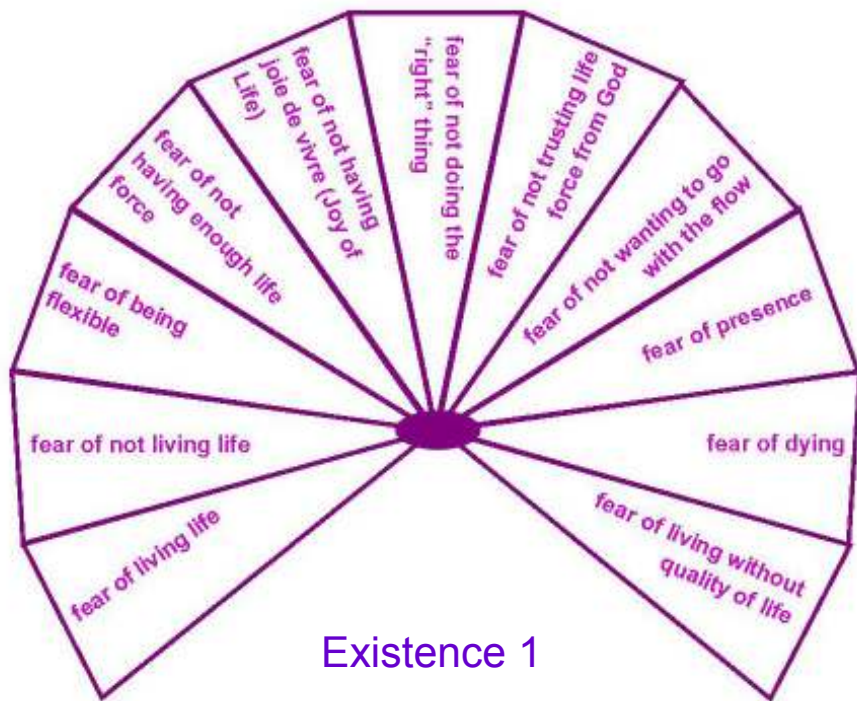 fear of living life
fear of not living life
fear of being
flexible
fear of not
having enough life
force
fear of not having
joie de vivre (Joy of
Life)
fear of not doing the
"right" thing
fear of not trusting life
force from God
fear of not wanting to go
with the flow
fear of presence
fear of dying
fear of living without
quality of life
Existence 1